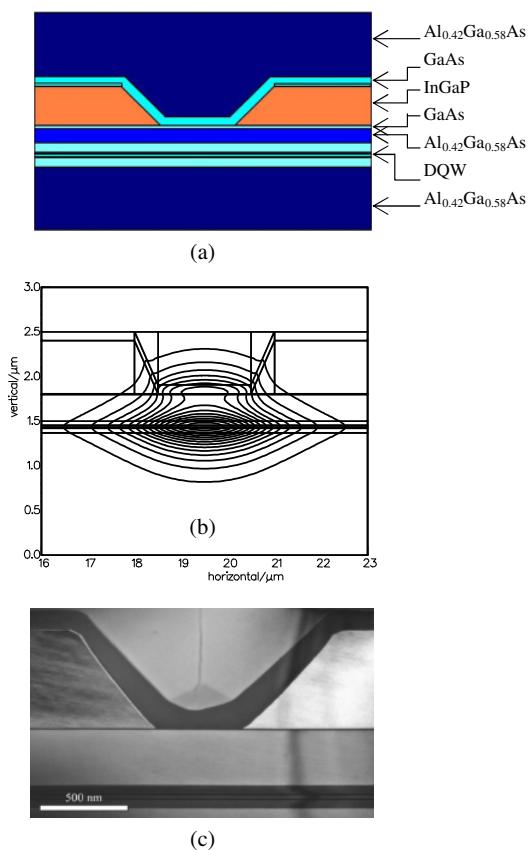 Al0.42Ga0.58As
GaAs
InGaP
GaAs
Al0.42Ga0.58As
DQW
Al0.42Ga0.58As
(a)
3.0
2.5
2.0
1.5
1.0
0.5
0.0
vertical/µm
16 17 18 19 20 21 22 23
horizontal/µm
(b)
500 nm
(c)